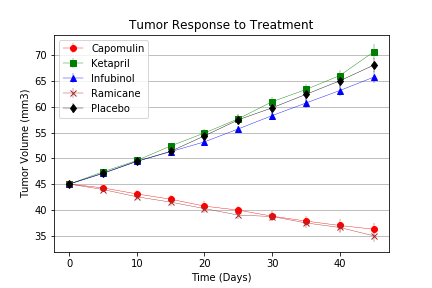 Tumor Response to Treatment
Capomulin
Ketapril
Infubinol
Ramicane
Placebo
Tumor Volume (mm3)
70
65
60
55
50
45
40
35
0 10 20 30 40
Time (Days)